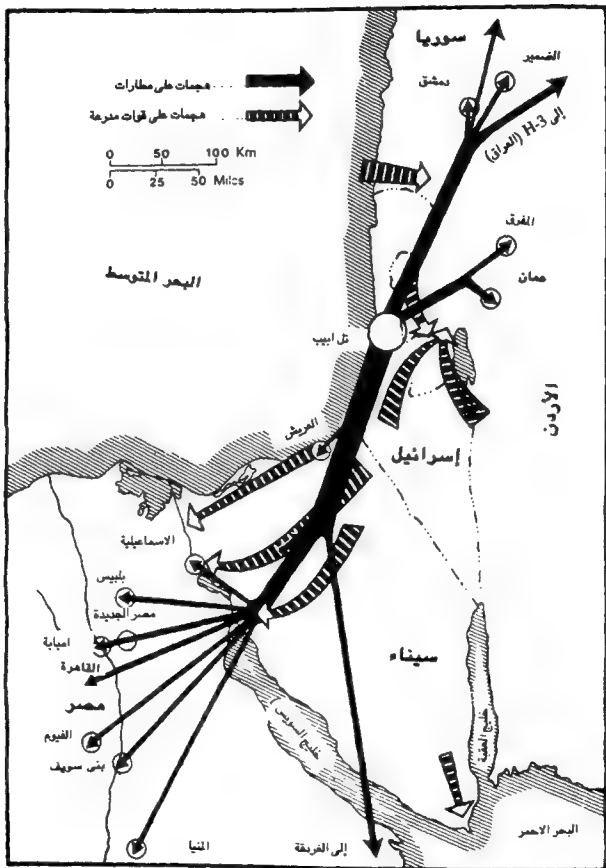 سوريا
الضمير
دمشق
هجمات على مطارات ...
هجمات على قوات مدرعة
إلى H-3 (العراق)
0 50 100 Km
0 25 50 Miles
المفرق
عمان
البحر المتوسط
تل أبيب
الأردن
العريش
إسرائيل
الاسماعيلية
بلبيس
مصر الجديدة
امبابة
القاهرة
سيناء
مصر
الفيوم
خليج السويس
خليج العقبة
بنى سويف
البحر الاحمر
المنيا
إلى الغردقة